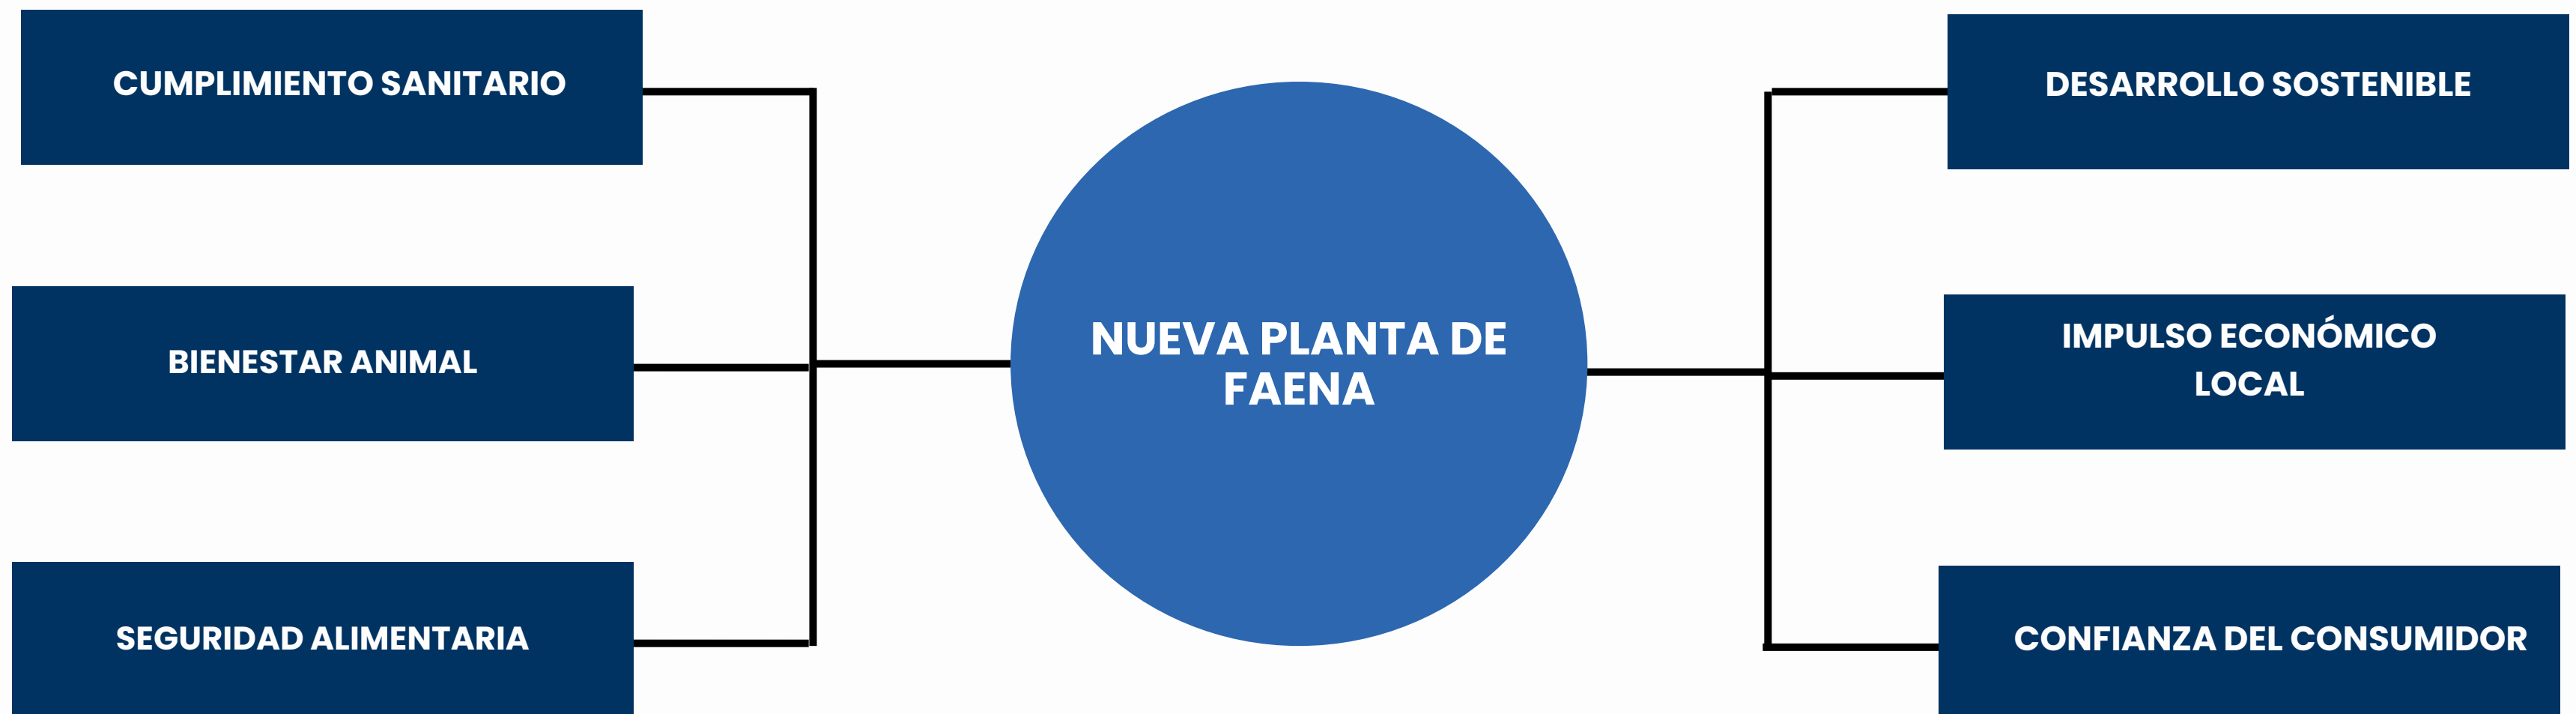 CUMPLIMIENTO SANITARIO
BIENESTAR ANIMAL
SEGURIDAD ALIMENTARIA
NUEVA PLANTA DE
FAENA
DESARROLLO SOSTENIBLE
IMPULSO ECONÓMICO
LOCAL
CONFIANZA DEL CONSUMIDOR